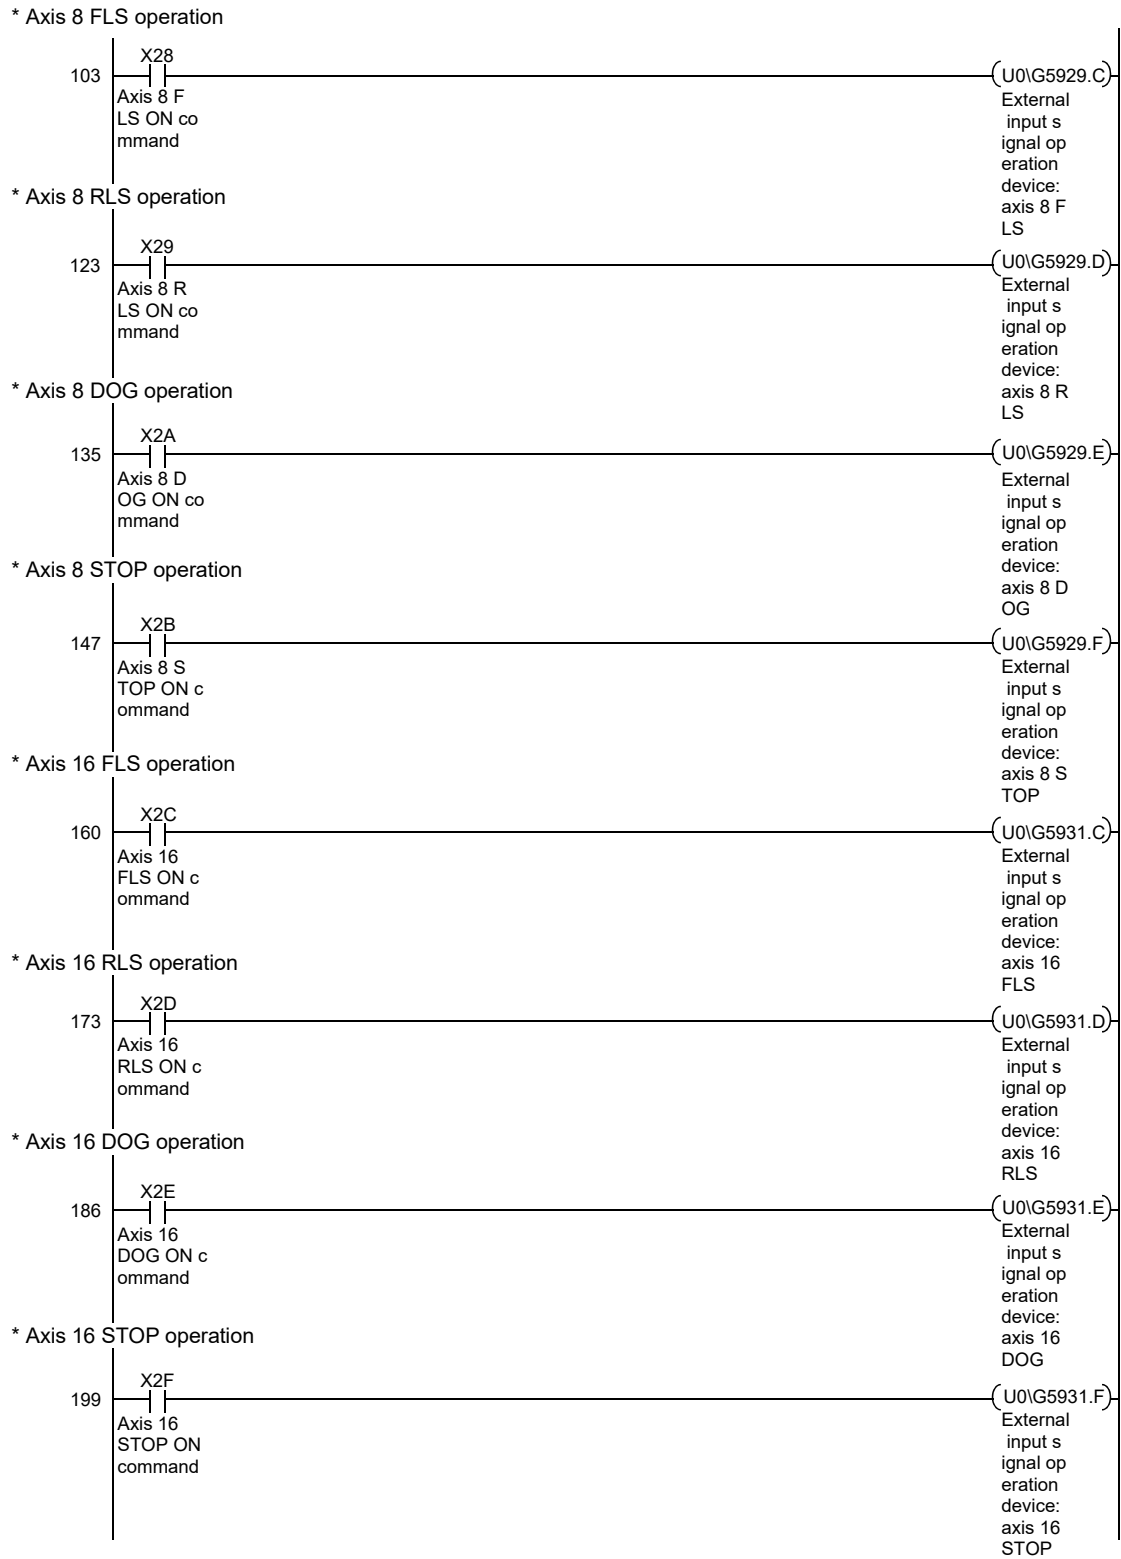 * Axis 8 FLS operation
X28
103
U0\G5929.C
Axis 8 F
LS ON co
mmand
External
input s
ignal op
eration
device:
axis 8 F
LS
* Axis 8 RLS operation
X29
123
U0\G5929.D
Axis 8 R
LS ON co
mmand
External
input s
ignal op
eration
device:
axis 8 R
LS
* Axis 8 DOG operation
X2A
135
U0\G5929.E
Axis 8 D
OG ON co
mmand
External
input s
ignal op
eration
device:
axis 8 D
OG
* Axis 8 STOP operation
X2B
147
U0\G5929.F
Axis 8 S
TOP ON c
ommand
External
input s
ignal op
eration
device:
axis 8 S
TOP
* Axis 16 FLS operation
X2C
160
U0\G5931.C
Axis 16
FLS ON c
ommand
External
input s
ignal op
eration
device:
axis 16
FLS
* Axis 16 RLS operation
X2D
173
U0\G5931.D
Axis 16
RLS ON c
ommand
External
input s
ignal op
eration
device:
axis 16
RLS
* Axis 16 DOG operation
X2E
186
U0\G5931.E
Axis 16
DOG ON c
ommand
External
input s
ignal op
eration
device:
axis 16
DOG
* Axis 16 STOP operation
X2F
199
U0\G5931.F
Axis 16
STOP ON
command
External
input s
ignal op
eration
device:
axis 16
STOP